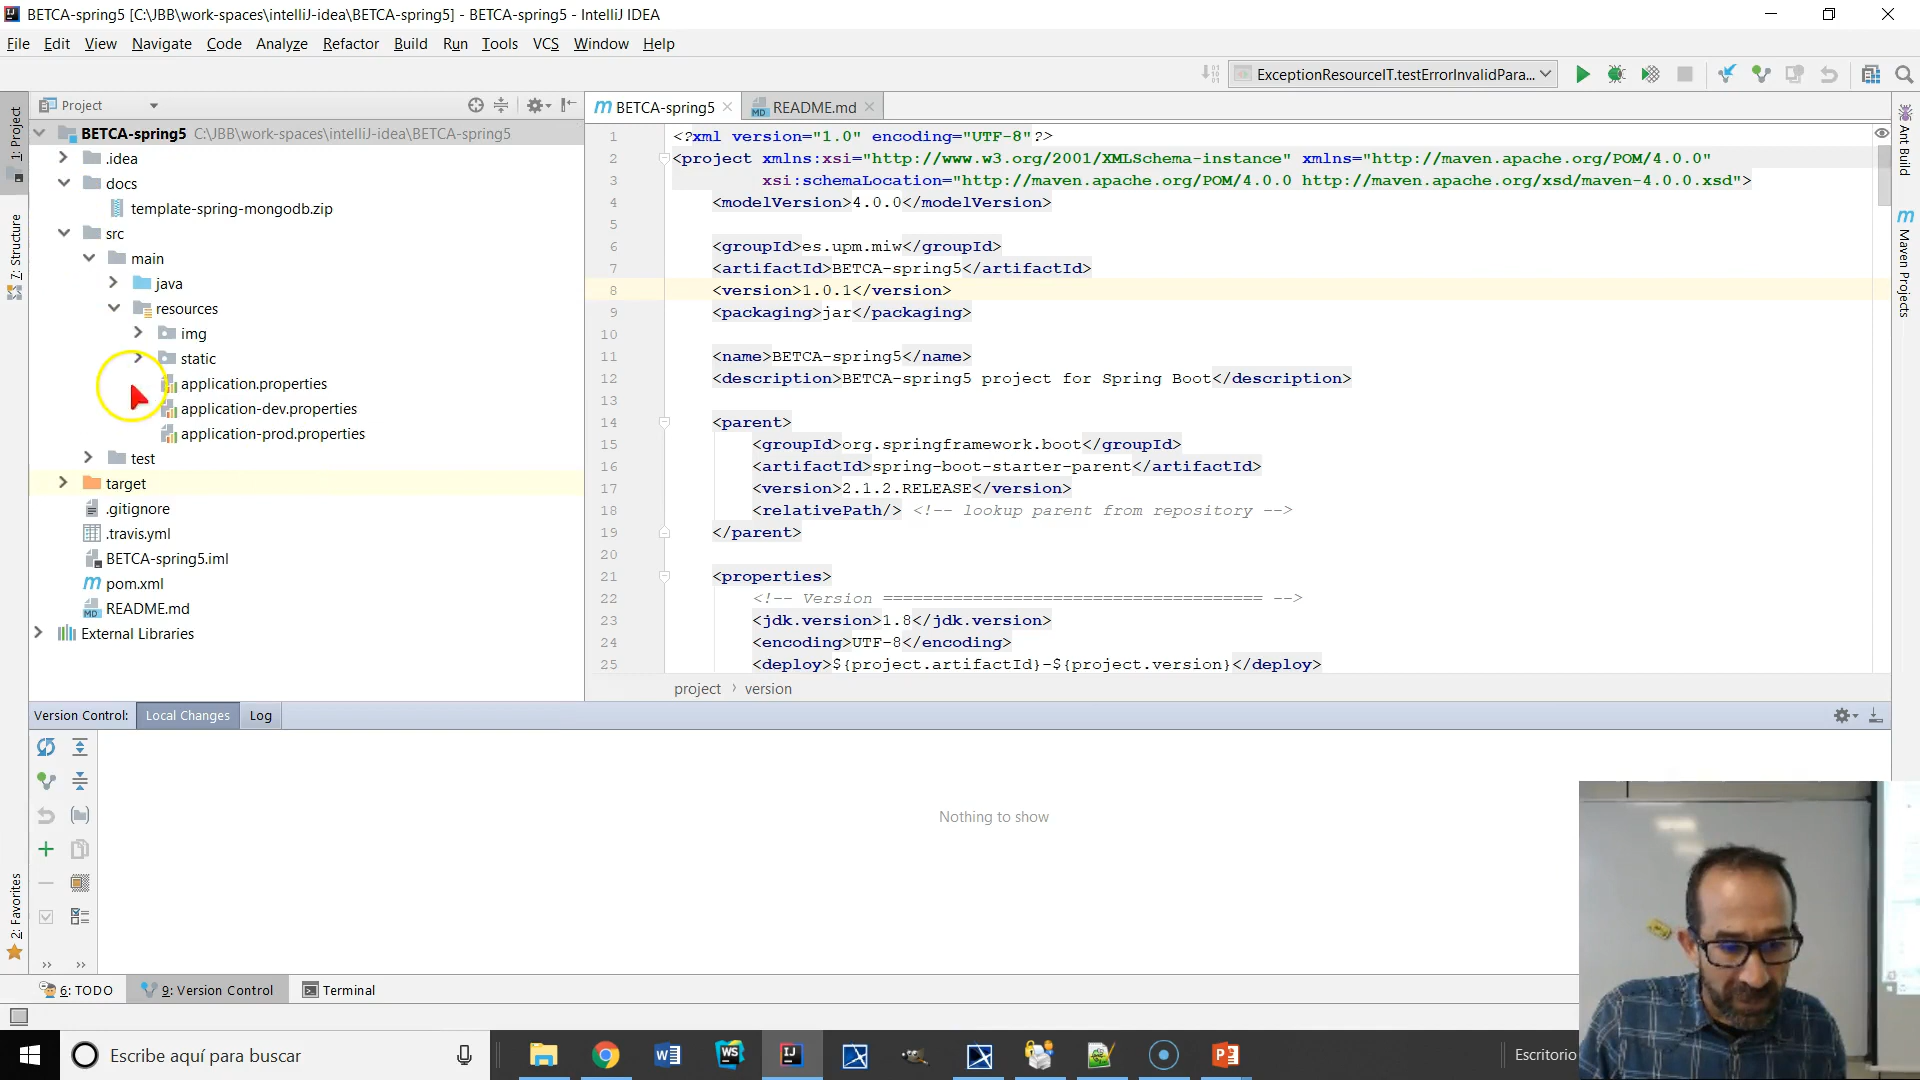 BETCA-spring5 [C:\JBB\work-spaces\intelliJ-idea\BETCA-spring5] - BETCA-spring5 - IntelliJ IDEA
File Edit View Navigate Code Analyze Refactor Build Run Tools VCS Window Help
ExceptionResourceIT.testErrorInvalidPara...
Project
BETCA-spring5 README.md
1: Project
7: Structure
2: Favorites
BETCA-spring5 C:\JBB\work-spaces\intelliJ-idea\BETCA-spring5
.idea
docs
template-spring-mongodb.zip
src
main
java
resources
img
static
application.properties
application-dev.properties
application-prod.properties
test
target
.gitignore
.travis.yml
BETCA-spring5.iml
pom.xml
README.md
External Libraries
1 <?xml version="1.0" encoding="UTF-8"?>
2 <project xmlns:xsi="http://www.w3.org/2001/XMLSchema-instance" xmlns="http://maven.apache.org/POM/4.0.0"
3 xsi:schemaLocation="http://maven.apache.org/POM/4.0.0 http://maven.apache.org/xsd/maven-4.0.0.xsd">
4 <modelVersion>4.0.0</modelVersion>
5
6 <groupId>es.upm.miw</groupId>
7 <artifactId>BETCA-spring5</artifactId>
8 <version>1.0.1</version>
9 <packaging>jar</packaging>
10
11 <name>BETCA-spring5</name>
12 <description>BETCA-spring5 project for Spring Boot</description>
13
14 <parent>
15 <groupId>org.springframework.boot</groupId>
16 <artifactId>spring-boot-starter-parent</artifactId>
17 <version>2.1.2.RELEASE</version>
18 <relativePath/> <!-- lookup parent from repository -->
19 </parent>
20
21 <properties>
22 <!-- Version ====================================== -->
23 <jdk.version>1.8</jdk.version>
24 <encoding>UTF-8</encoding>
25 <deploy>${project.artifactId}-${project.version}</deploy>
project › version
Ant Build
Maven Projects
Version Control: Local Changes Log
Nothing to show
6: TODO 9: Version Control Terminal
Escribe aquí para buscar
Escritorio